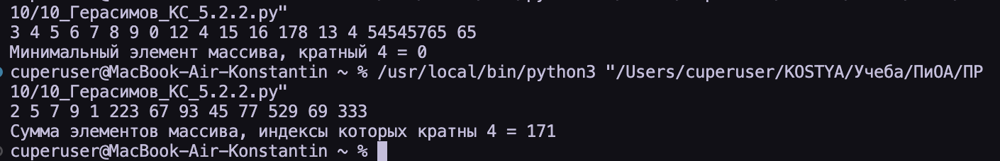 10/10_Герасимов_КС_5.2.2.py"
3 4 5 6 7 8 9 0 12 4 15 16 178 13 4 54545765 65
Минимальный элемент массива, кратный 4 = 0
cuperuser@MacBook-Air-Konstantin ~ % /usr/local/bin/python3 "/Users/cuperuser/KOSTYA/Учеба/ПиОА/ПР
10/10_Герасимов_КС_5.2.2.py"
2 5 7 9 1 223 67 93 45 77 529 69 333
Сумма элементов массива, индексы которых кратны 4 = 171
cuperuser@MacBook-Air-Konstantin ~ %